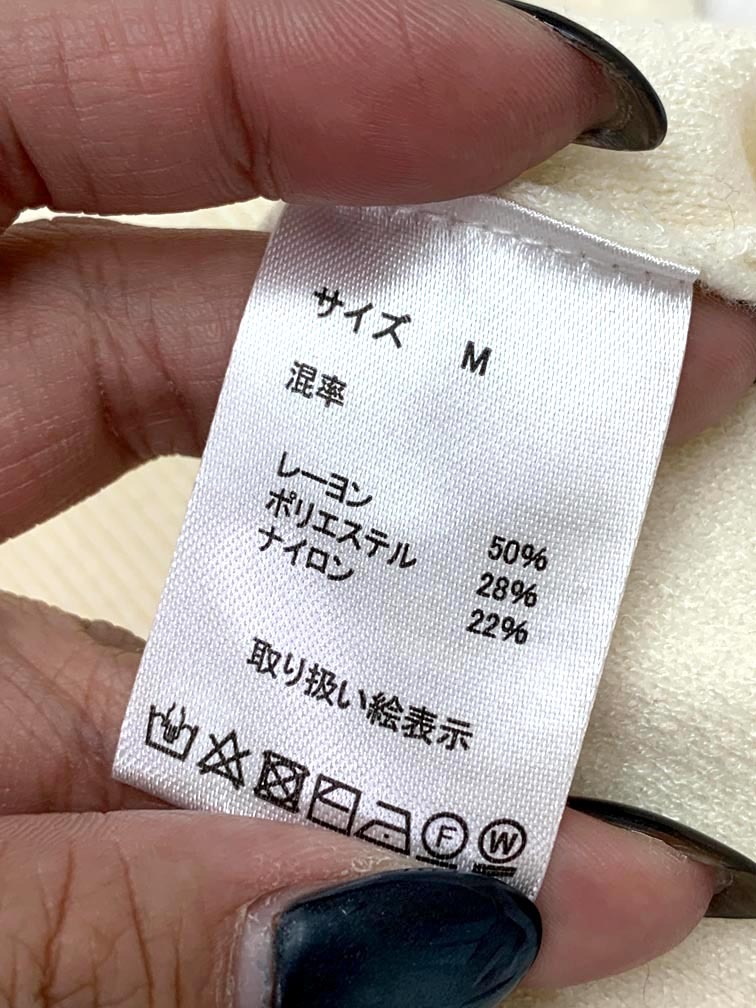 サイズ M
混率
レーヨン 50%
ポリエステル 28%
ナイロン 22%
取り扱い絵表示
F W